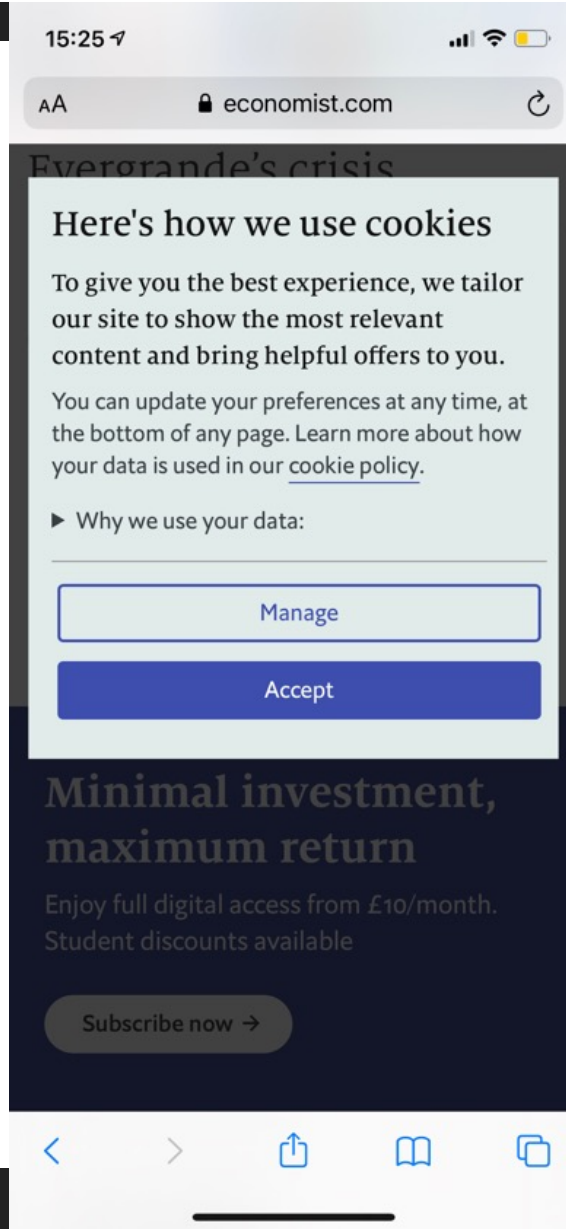 15:25
AA economist.com
Evergrande's crisis
Here's how we use cookies
To give you the best experience, we tailor
our site to show the most relevant
content and bring helpful offers to you.
You can update your preferences at any time, at
the bottom of any page. Learn more about how
your data is used in our cookie policy.
Why we use your data:
Manage
Accept
Minimal investment,
maximum return
Enjoy full digital access from £10/month.
Student discounts available
Subscribe now →